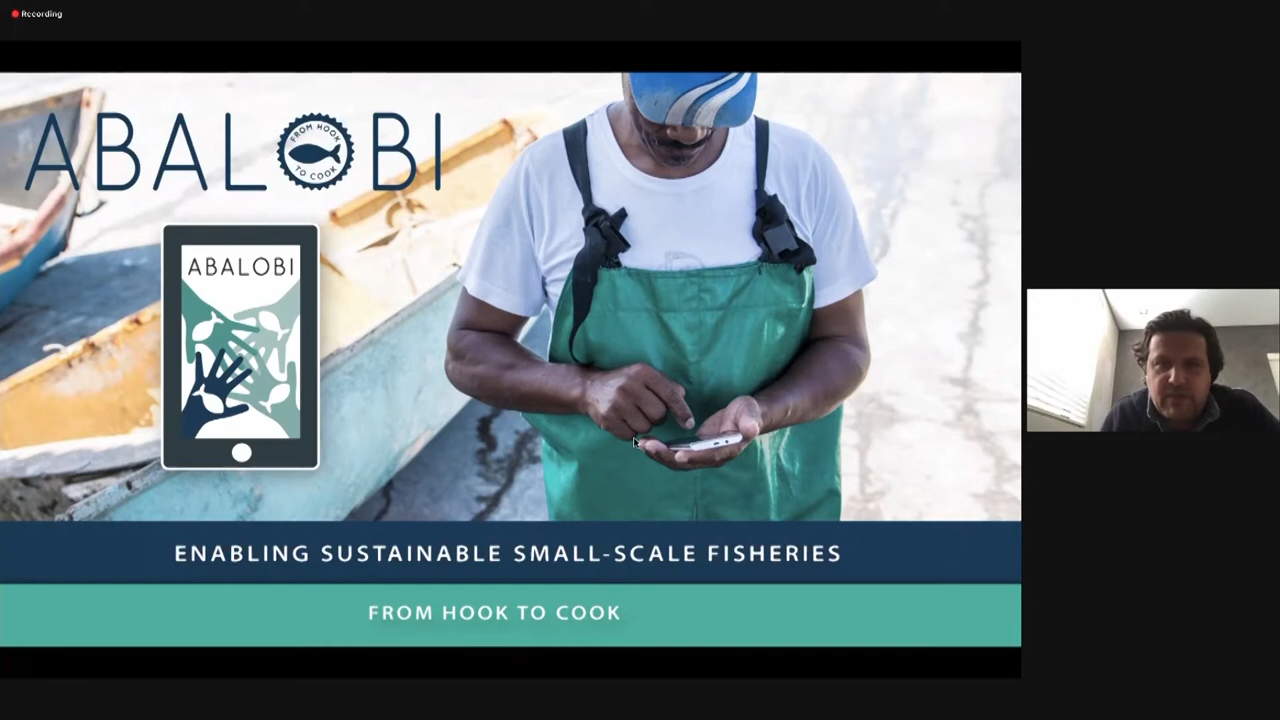 Recording
ABALOBI
FROM HOOK
TO COOK
ABALOBI
ENABLING SUSTAINABLE SMALL-SCALE FISHERIES
FROM HOOK TO COOK